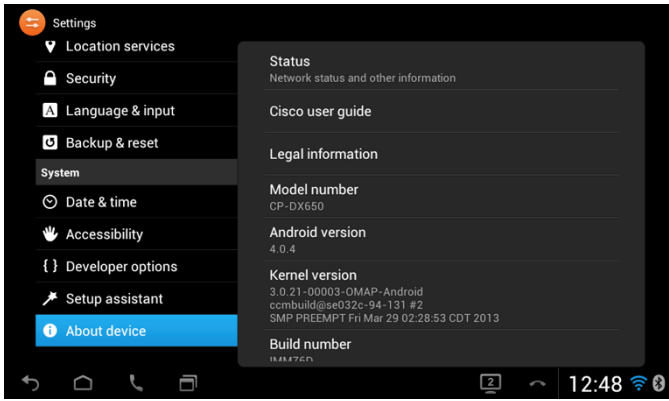 Settings
Location services
Security
A Language & input
Backup & reset
System
Date & time
Accessibility
{ } Developer options
Setup assistant
About device
Status
Network status and other information
Cisco user guide
Legal information
Model number
CP-DX650
Android version
4.0.4
Kernel version
3.0.21-00003-OMAP-Android
ccmbuild@se032c-94-131 #2
SMP PREEMPT Fri Mar 29 02:28:53 CDT 2013
Build number
IMM76D
2
12:48